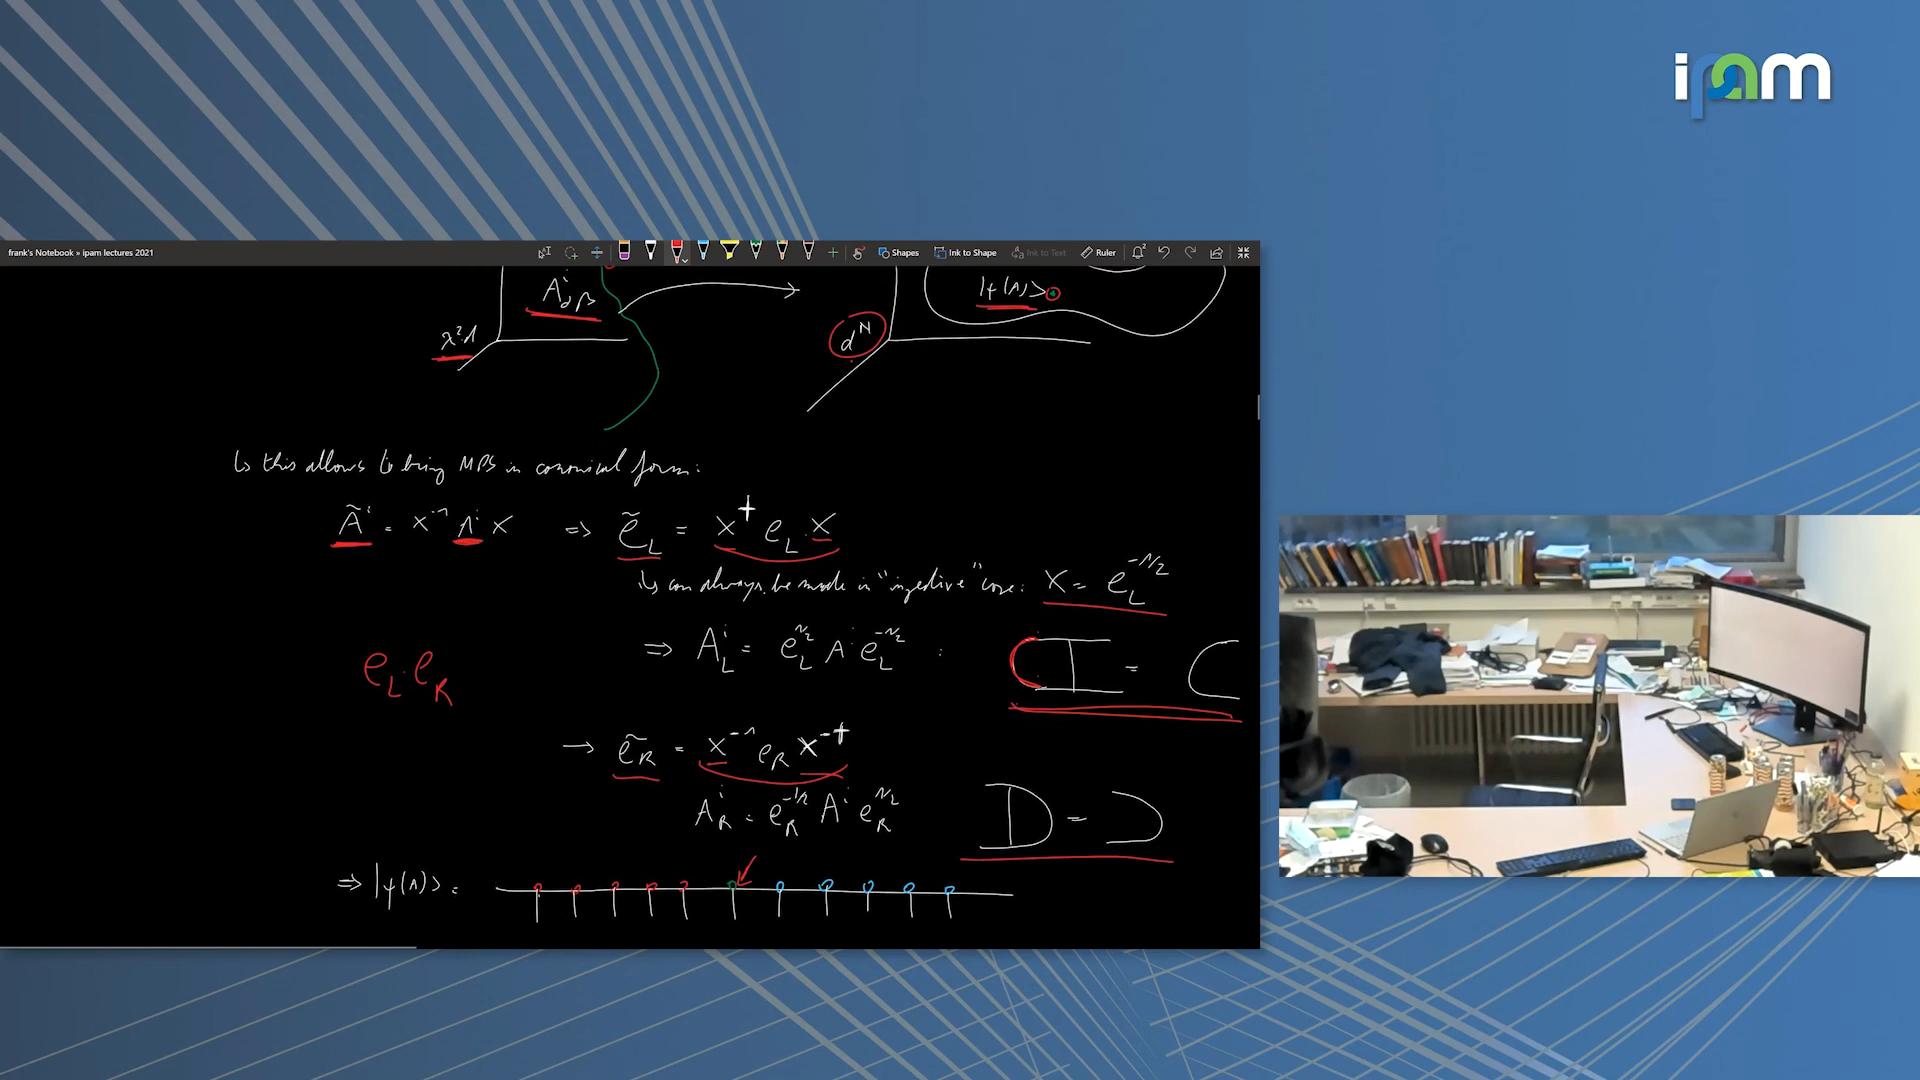 ipam
frank's Notebook » ipam lectures 2021
Shapes Ink to Shape Ink to Text Ruler
A^i_{αβ}
|ψ(A)>
d^N
↳ this allows to bring MPS in canonical form:
Ã^i = X^{-1} A^i X ⇒ ẽ_L = X^† e_L X
↳ can always be made in "injective" case: X = e_L^{-1/2}
⇒ A_L^i = e_L^{1/2} A^i e_L^{-1/2} :
e_L · e_R
→ ẽ_R = X^{-1} e_R X^{-†}
A_R^i = e_R^{-1/2} A^i e_R^{1/2}
⇒ |ψ(A)> =